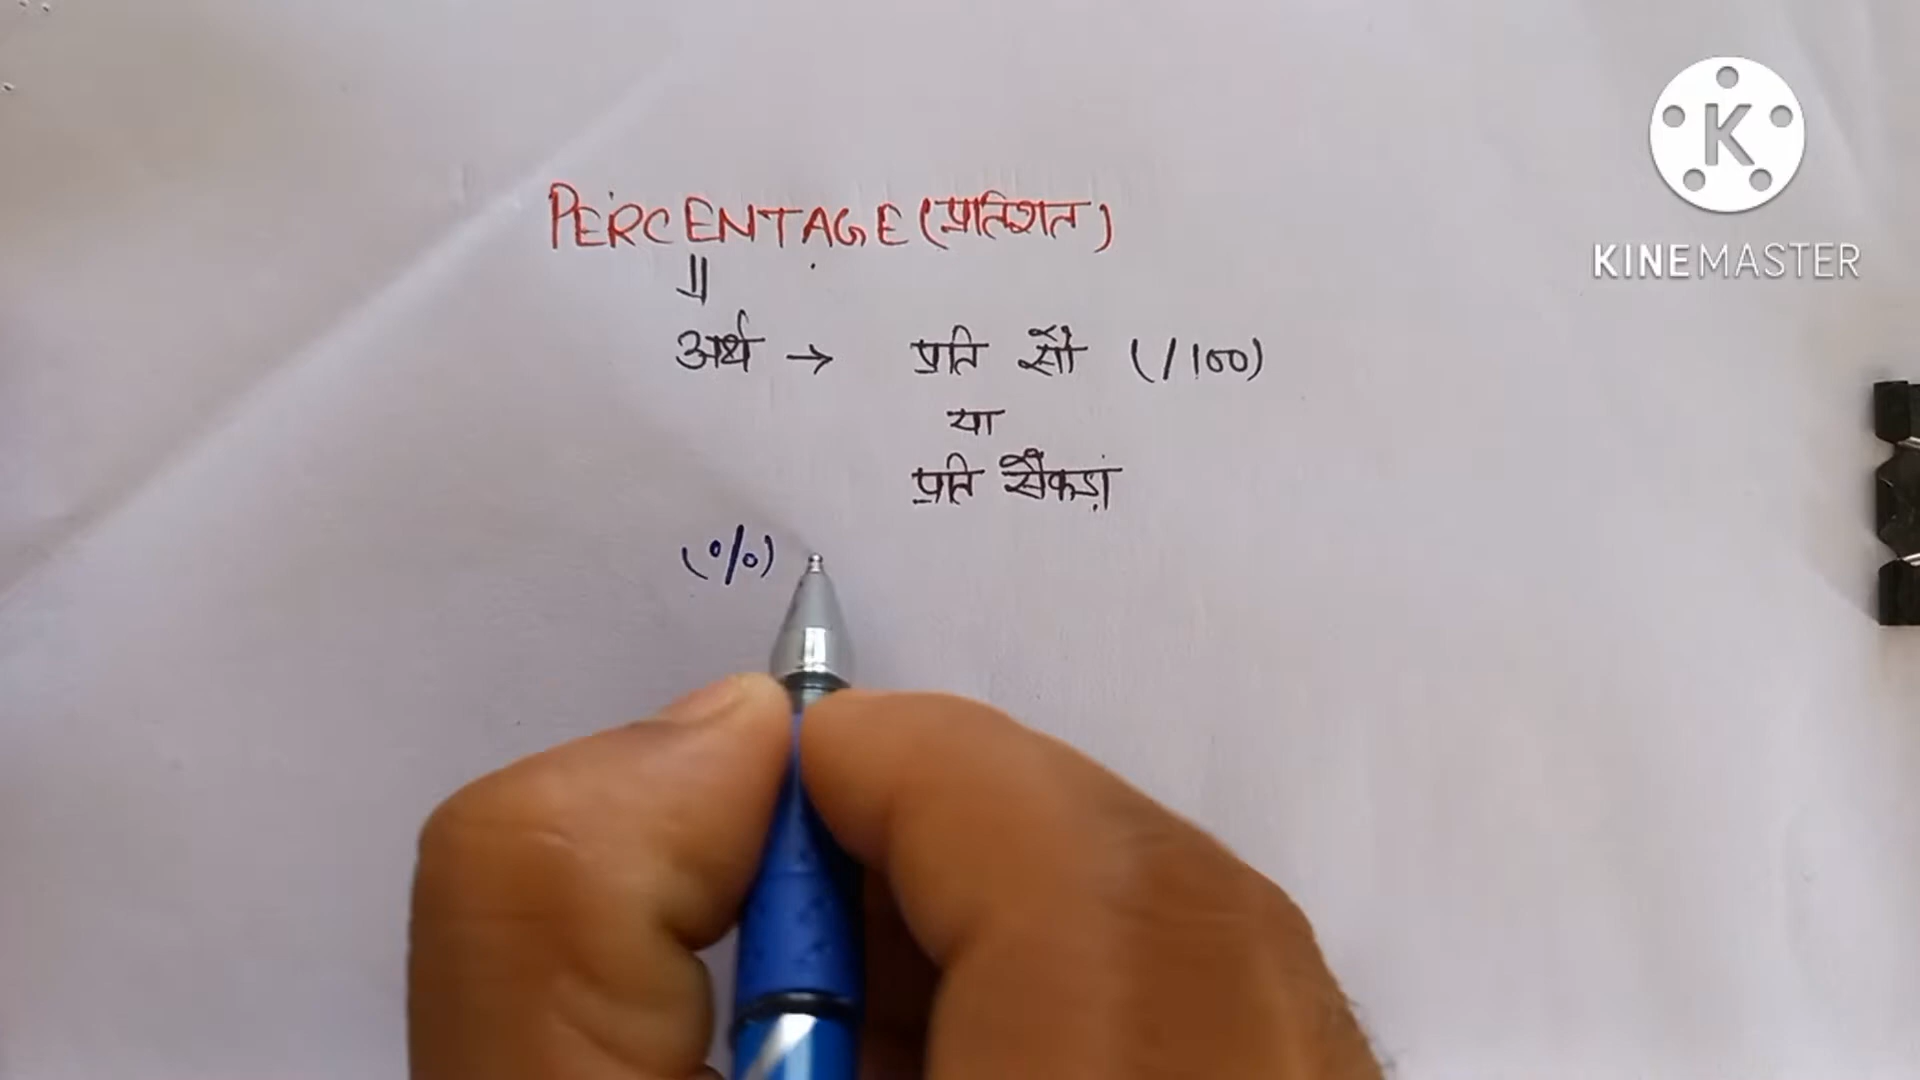 PERCENTAGE (प्रतिशत)
अर्थ → प्रति सौ (/100)
या
प्रति सैकड़ा
(%)
K
KINEMASTER